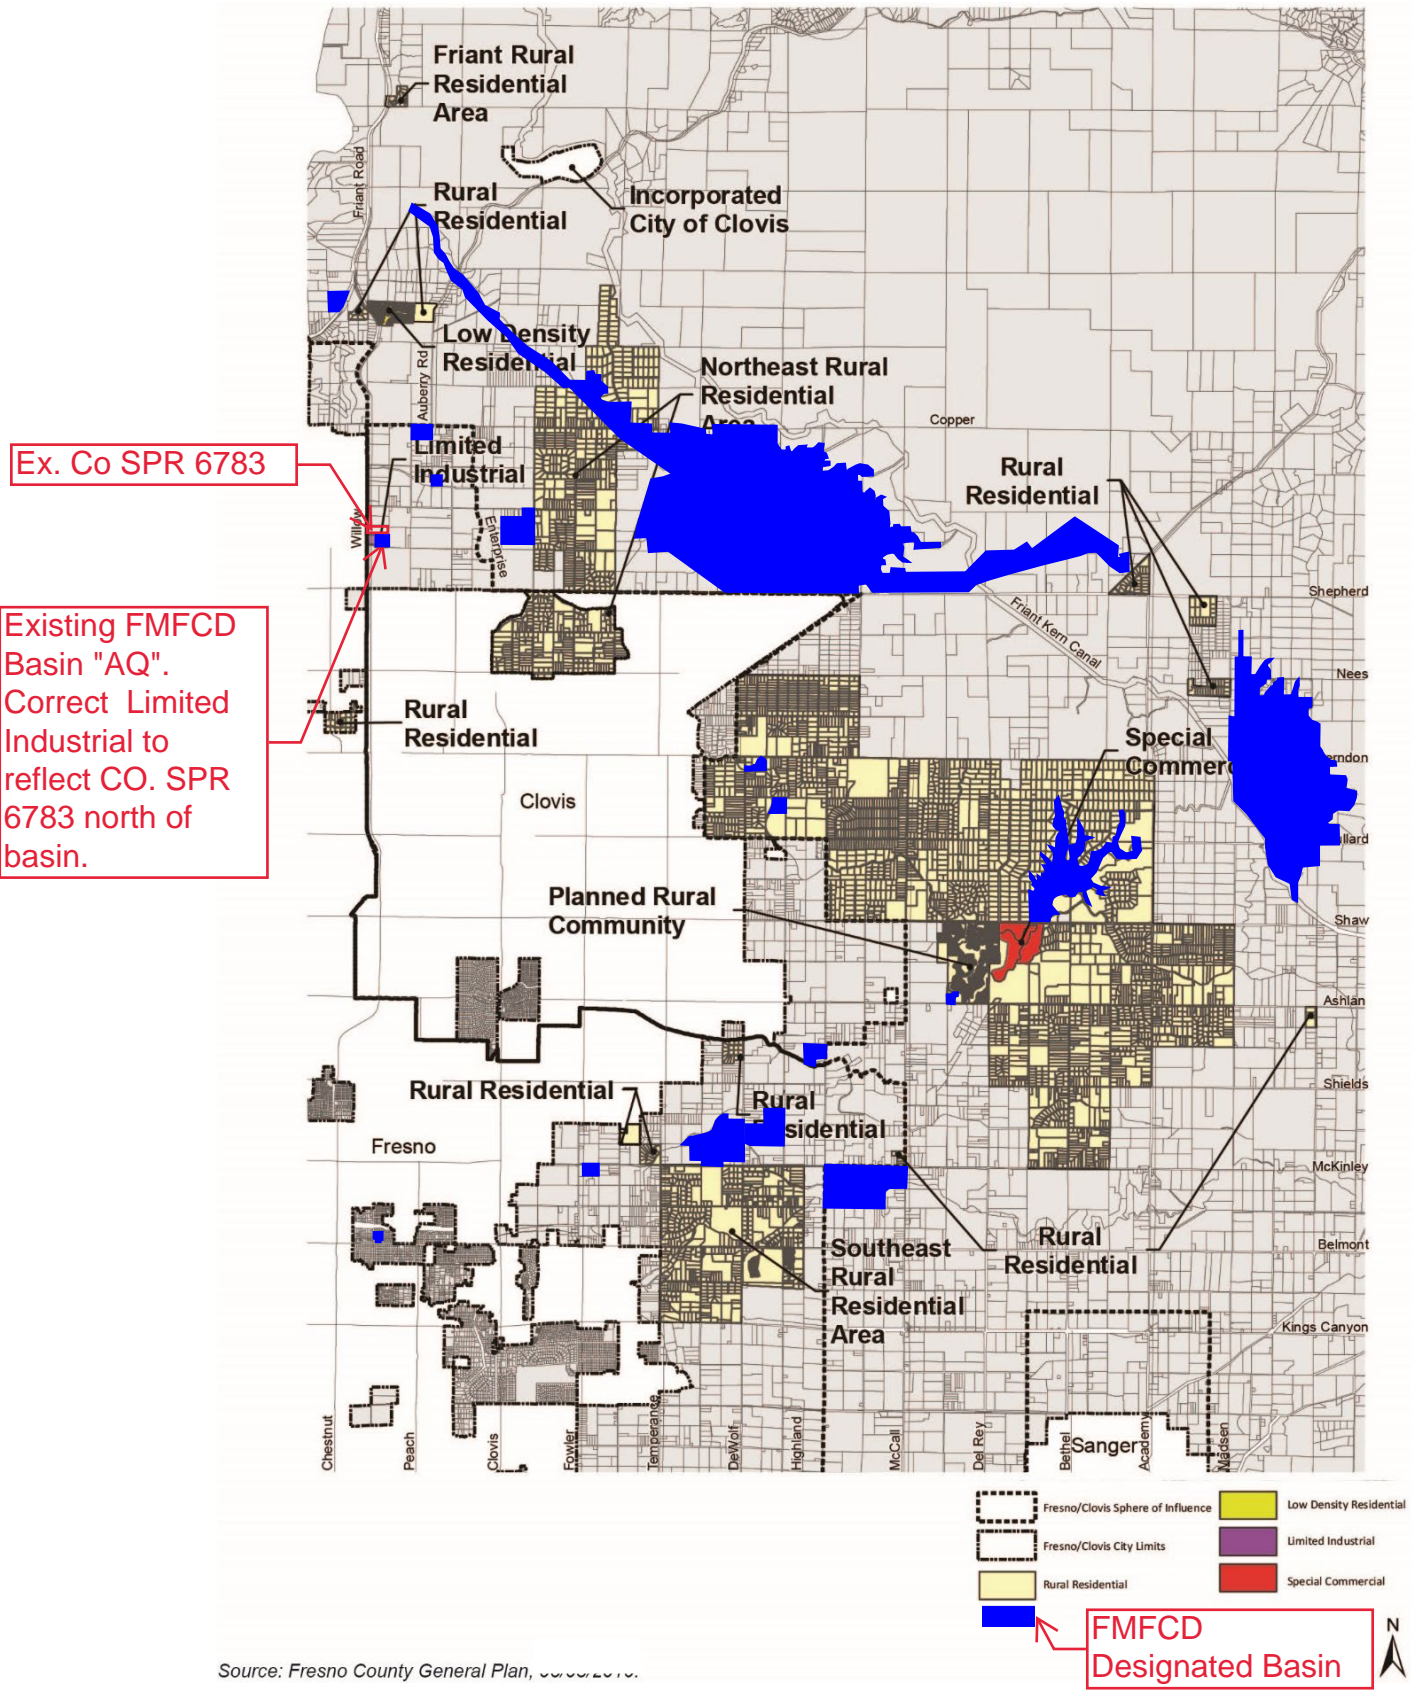 Friant Rural
Residential
Area
Friant Road
Rural
Residential
Incorporated
City of Clovis
Low Density
Residential
Auberry Rd
Northeast Rural
Residential
Area
Copper
Limited
Industrial
Ex. Co SPR 6783
Rural
Residential
Willow
Enterprise
Shepherd
Friant Kern Canal
Existing FMFCD
Basin "AQ".
Correct Limited
Industrial to
reflect CO. SPR
6783 north of
basin.
Nees
Rural
Residential
Special
Commerc
erndon
Clovis
ullard
Planned Rural
Community
Shaw
Ashlan
Rural Residential
Shields
Rural
sidential
Fresno
McKinley
Southeast
Rural
Residential
Area
Rural
Residential
Belmont
Kings Canyon
Chestnut
Peach
Clovis
Fowler
Temperance
DeWolf
Highland
McCall
Del Rey
Bethel
Sanger
Academy
Madsen
Fresno/Clovis Sphere of Influence
Low Density Residential
Fresno/Clovis City Limits
Limited Industrial
Rural Residential
Special Commercial
FMFCD
Designated Basin
N
Source: Fresno County General Plan,